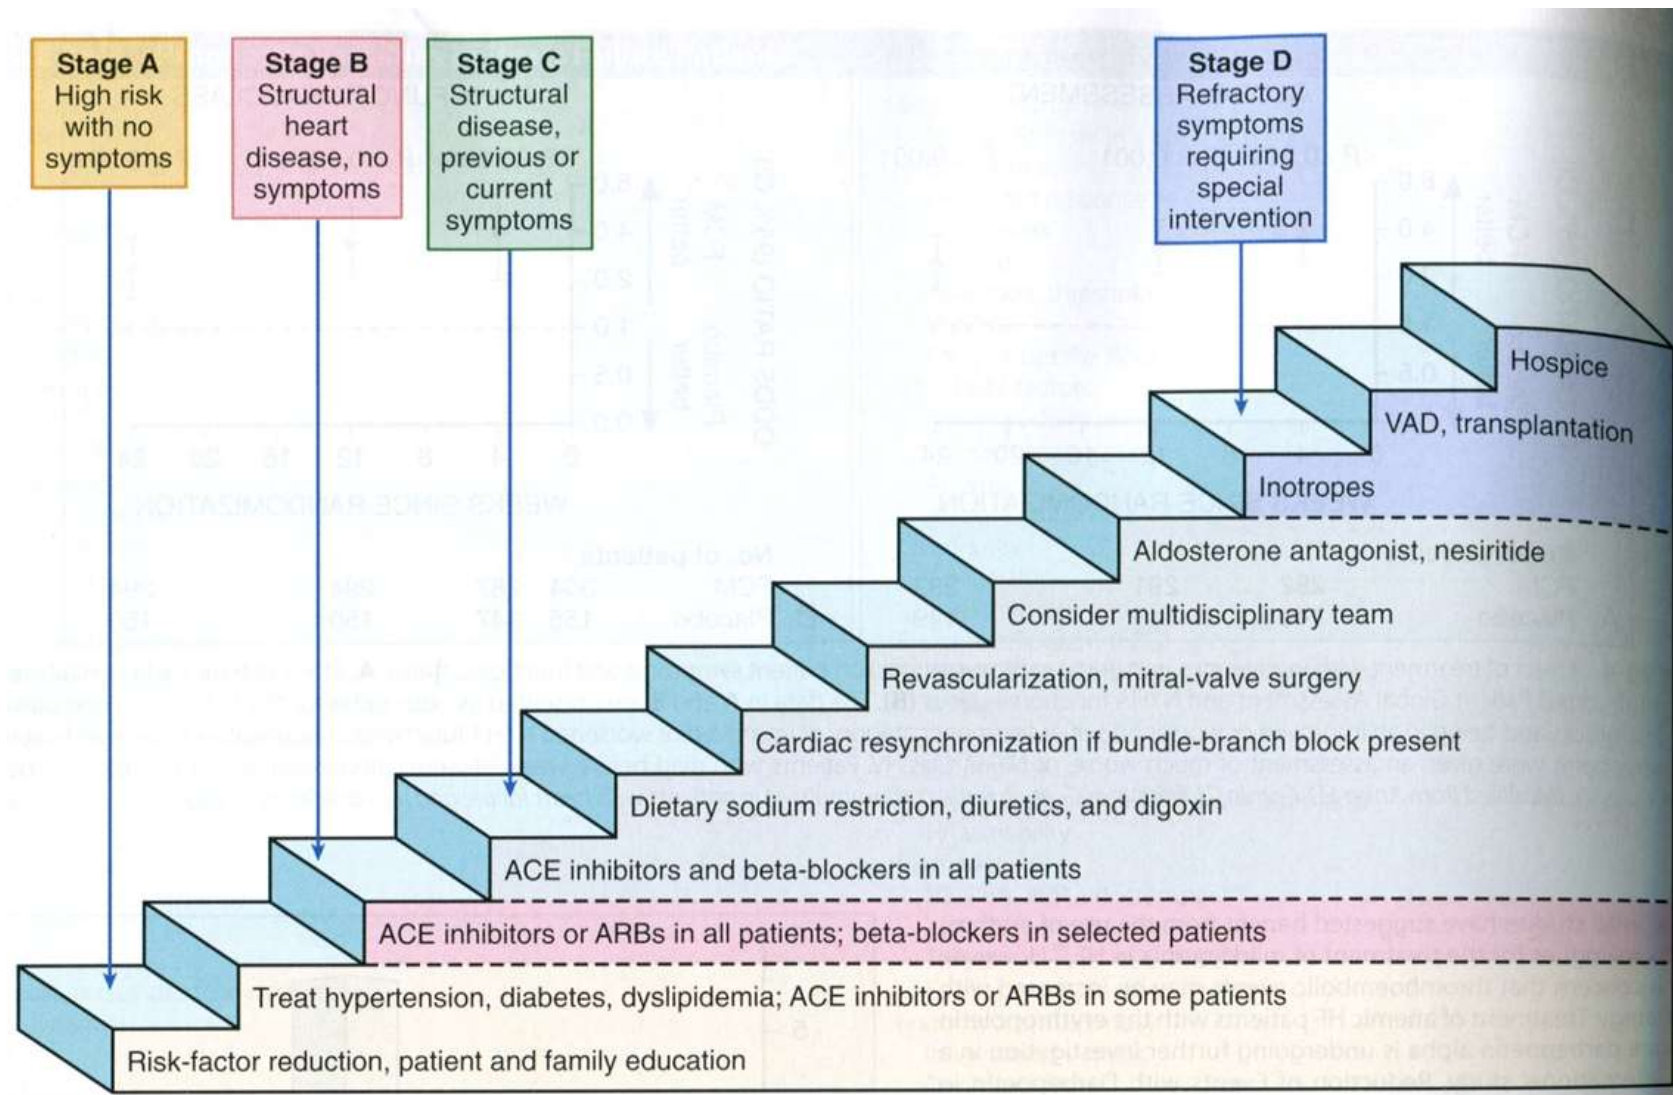 Stage A
High risk
with no
symptoms
Stage B
Structural
heart
disease, no
symptoms
Stage C
Structural
disease,
previous or
current
symptoms
Stage D
Refractory
symptoms
requiring
special
intervention
Hospice
VAD, transplantation
Inotropes
Aldosterone antagonist, nesiritide
Consider multidisciplinary team
Revascularization, mitral-valve surgery
Cardiac resynchronization if bundle-branch block present
Dietary sodium restriction, diuretics, and digoxin
ACE inhibitors and beta-blockers in all patients
ACE inhibitors or ARBs in all patients; beta-blockers in selected patients
Treat hypertension, diabetes, dyslipidemia; ACE inhibitors or ARBs in some patients
Risk-factor reduction, patient and family education